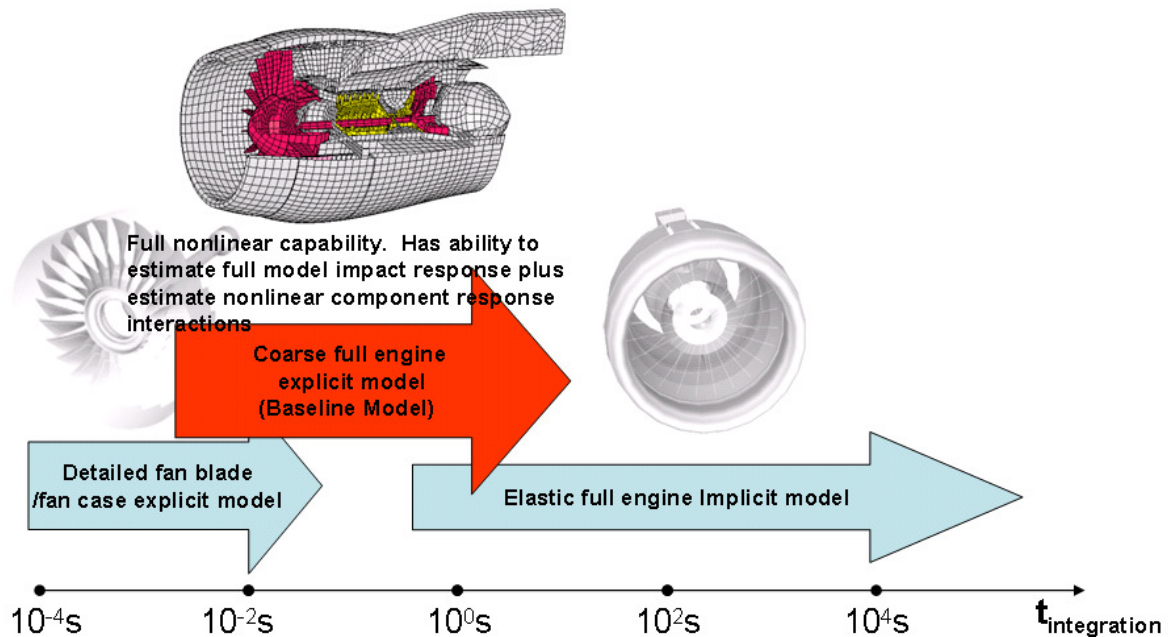 Full nonlinear capability.  Has ability to
estimate full model impact response plus
estimate nonlinear component response
interactions
Coarse full engine
explicit model
(Baseline Model)
Detailed fan blade
/fan case explicit model
Elastic full engine Implicit model
10⁻⁴s
10⁻²s
10⁰s
10²s
10⁴s
t_integration